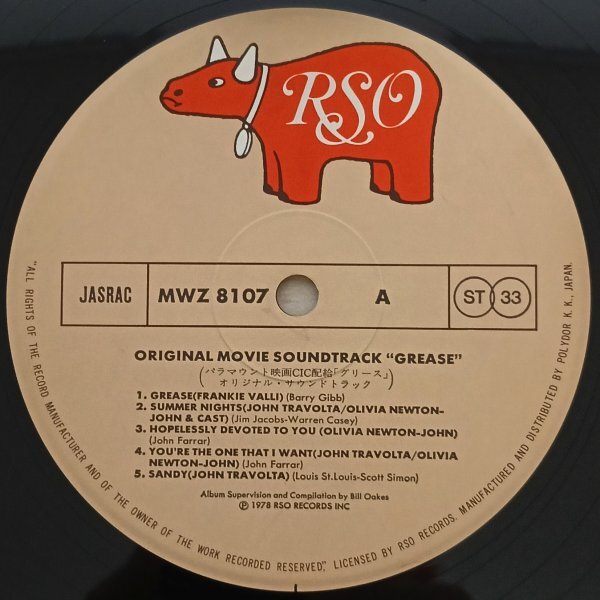 RSO
JASRAC
MWZ 8107
A
ST 33
ORIGINAL MOVIE SOUNDTRACK "GREASE"
(パラマウント映画CIC配給「グリース」
オリジナル・サウンドトラック)
1. GREASE(FRANKIE VALLI) (Barry Gibb)
2. SUMMER NIGHTS(JOHN TRAVOLTA/OLIVIA NEWTON-
JOHN & CAST) (Jim Jacobs-Warren Casey)
3. HOPELESSLY DEVOTED TO YOU (OLIVIA NEWTON-JOHN)
(John Farrar)
4. YOU'RE THE ONE THAT I WANT(JOHN TRAVOLTA/OLIVIA
NEWTON-JOHN) (John Farrar)
5. SANDY(JOHN TRAVOLTA) (Louis St.Louis-Scott Simon)
Album Supervision and Compilation by Bill Oakes
Ⓟ 1978 RSO RECORDS INC
"ALL RIGHTS OF THE RECORD MANUFACTURER AND OF THE OWNER OF THE WORK RECORDED RESERVED", LICENSED BY RSO RECORDS. MANUFACTURED AND DISTRIBUTED BY POLYDOR K. K., JAPAN.